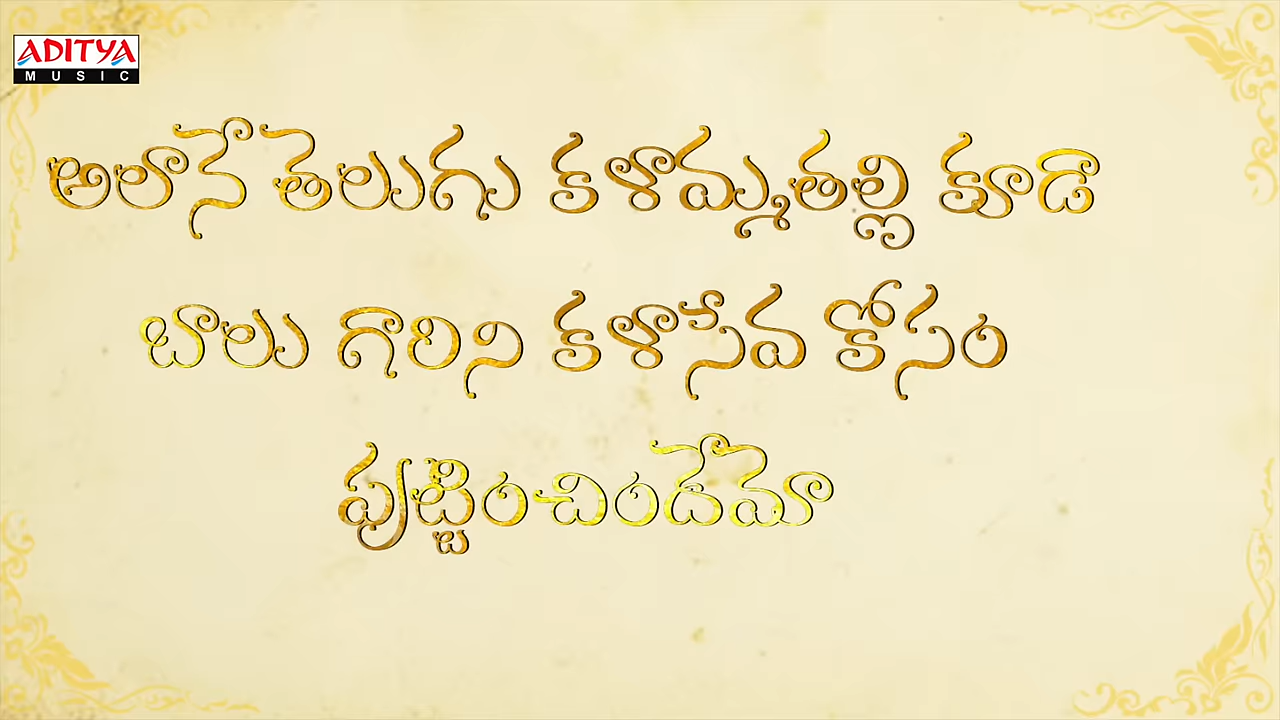 ADITYA
MUSIC
అలానే తెలుగు కళామ్మతల్లి కూడా
బాలు గారిని కళాసేవ కోసం
పుట్టించిందేమో